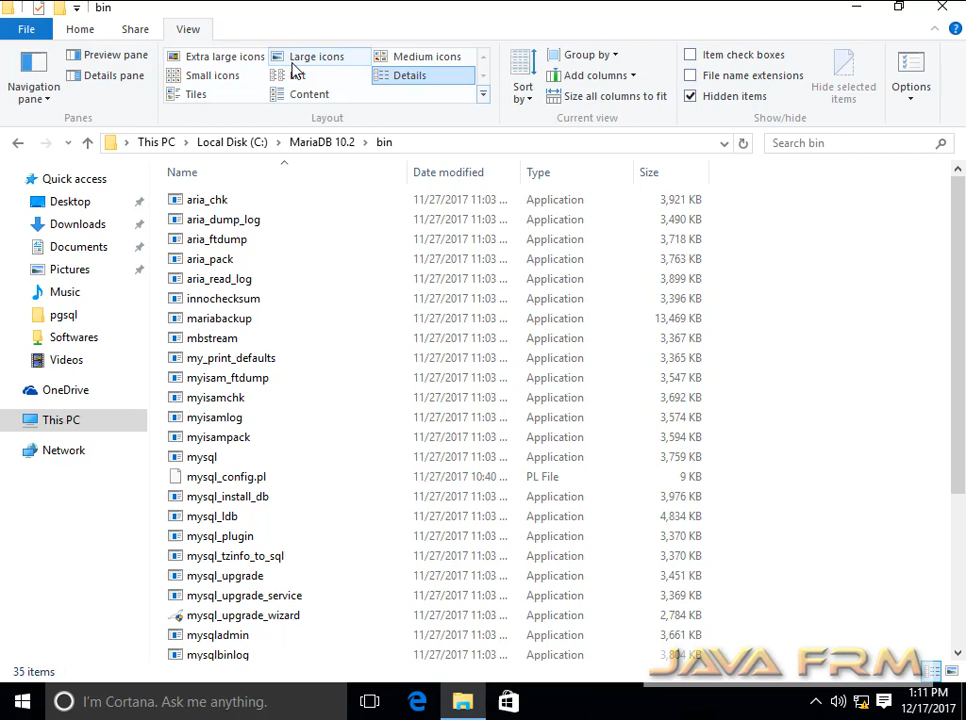 bin
File Home Share View
Navigation pane
Preview pane
Details pane
Panes
Extra large icons Large icons Medium icons
Small icons List Details
Tiles Content
Layout
Sort by
Group by
Add columns
Size all columns to fit
Current view
Item check boxes
File name extensions
Hidden items
Hide selected items
Show/hide
Options
This PC Local Disk (C:) MariaDB 10.2 bin
Search bin
Quick access
Desktop
Downloads
Documents
Pictures
Music
pgsql
Softwares
Videos
OneDrive
This PC
Network
Name Date modified Type Size
aria_chk 11/27/2017 11:03 ... Application 3,921 KB
aria_dump_log 11/27/2017 11:03 ... Application 3,490 KB
aria_ftdump 11/27/2017 11:03 ... Application 3,718 KB
aria_pack 11/27/2017 11:03 ... Application 3,763 KB
aria_read_log 11/27/2017 11:03 ... Application 3,899 KB
innochecksum 11/27/2017 11:03 ... Application 3,396 KB
mariabackup 11/27/2017 11:03 ... Application 13,469 KB
mbstream 11/27/2017 11:03 ... Application 3,367 KB
my_print_defaults 11/27/2017 11:03 ... Application 3,365 KB
myisam_ftdump 11/27/2017 11:03 ... Application 3,547 KB
myisamchk 11/27/2017 11:03 ... Application 3,692 KB
myisamlog 11/27/2017 11:03 ... Application 3,574 KB
myisampack 11/27/2017 11:03 ... Application 3,594 KB
mysql 11/27/2017 11:03 ... Application 3,759 KB
mysql_config.pl 11/27/2017 10:40 ... PL File 9 KB
mysql_install_db 11/27/2017 11:03 ... Application 3,976 KB
mysql_ldb 11/27/2017 11:03 ... Application 4,834 KB
mysql_plugin 11/27/2017 11:03 ... Application 3,370 KB
mysql_tzinfo_to_sql 11/27/2017 11:03 ... Application 3,370 KB
mysql_upgrade 11/27/2017 11:03 ... Application 3,451 KB
mysql_upgrade_service 11/27/2017 11:03 ... Application 3,369 KB
mysql_upgrade_wizard 11/27/2017 11:03 ... Application 2,784 KB
mysqladmin 11/27/2017 11:03 ... Application 3,661 KB
mysqlbinlog 11/27/2017 11:03 ... Application 3,804 KB
JAVA FRM
35 items
I'm Cortana. Ask me anything.
1:11 PM
12/17/2017